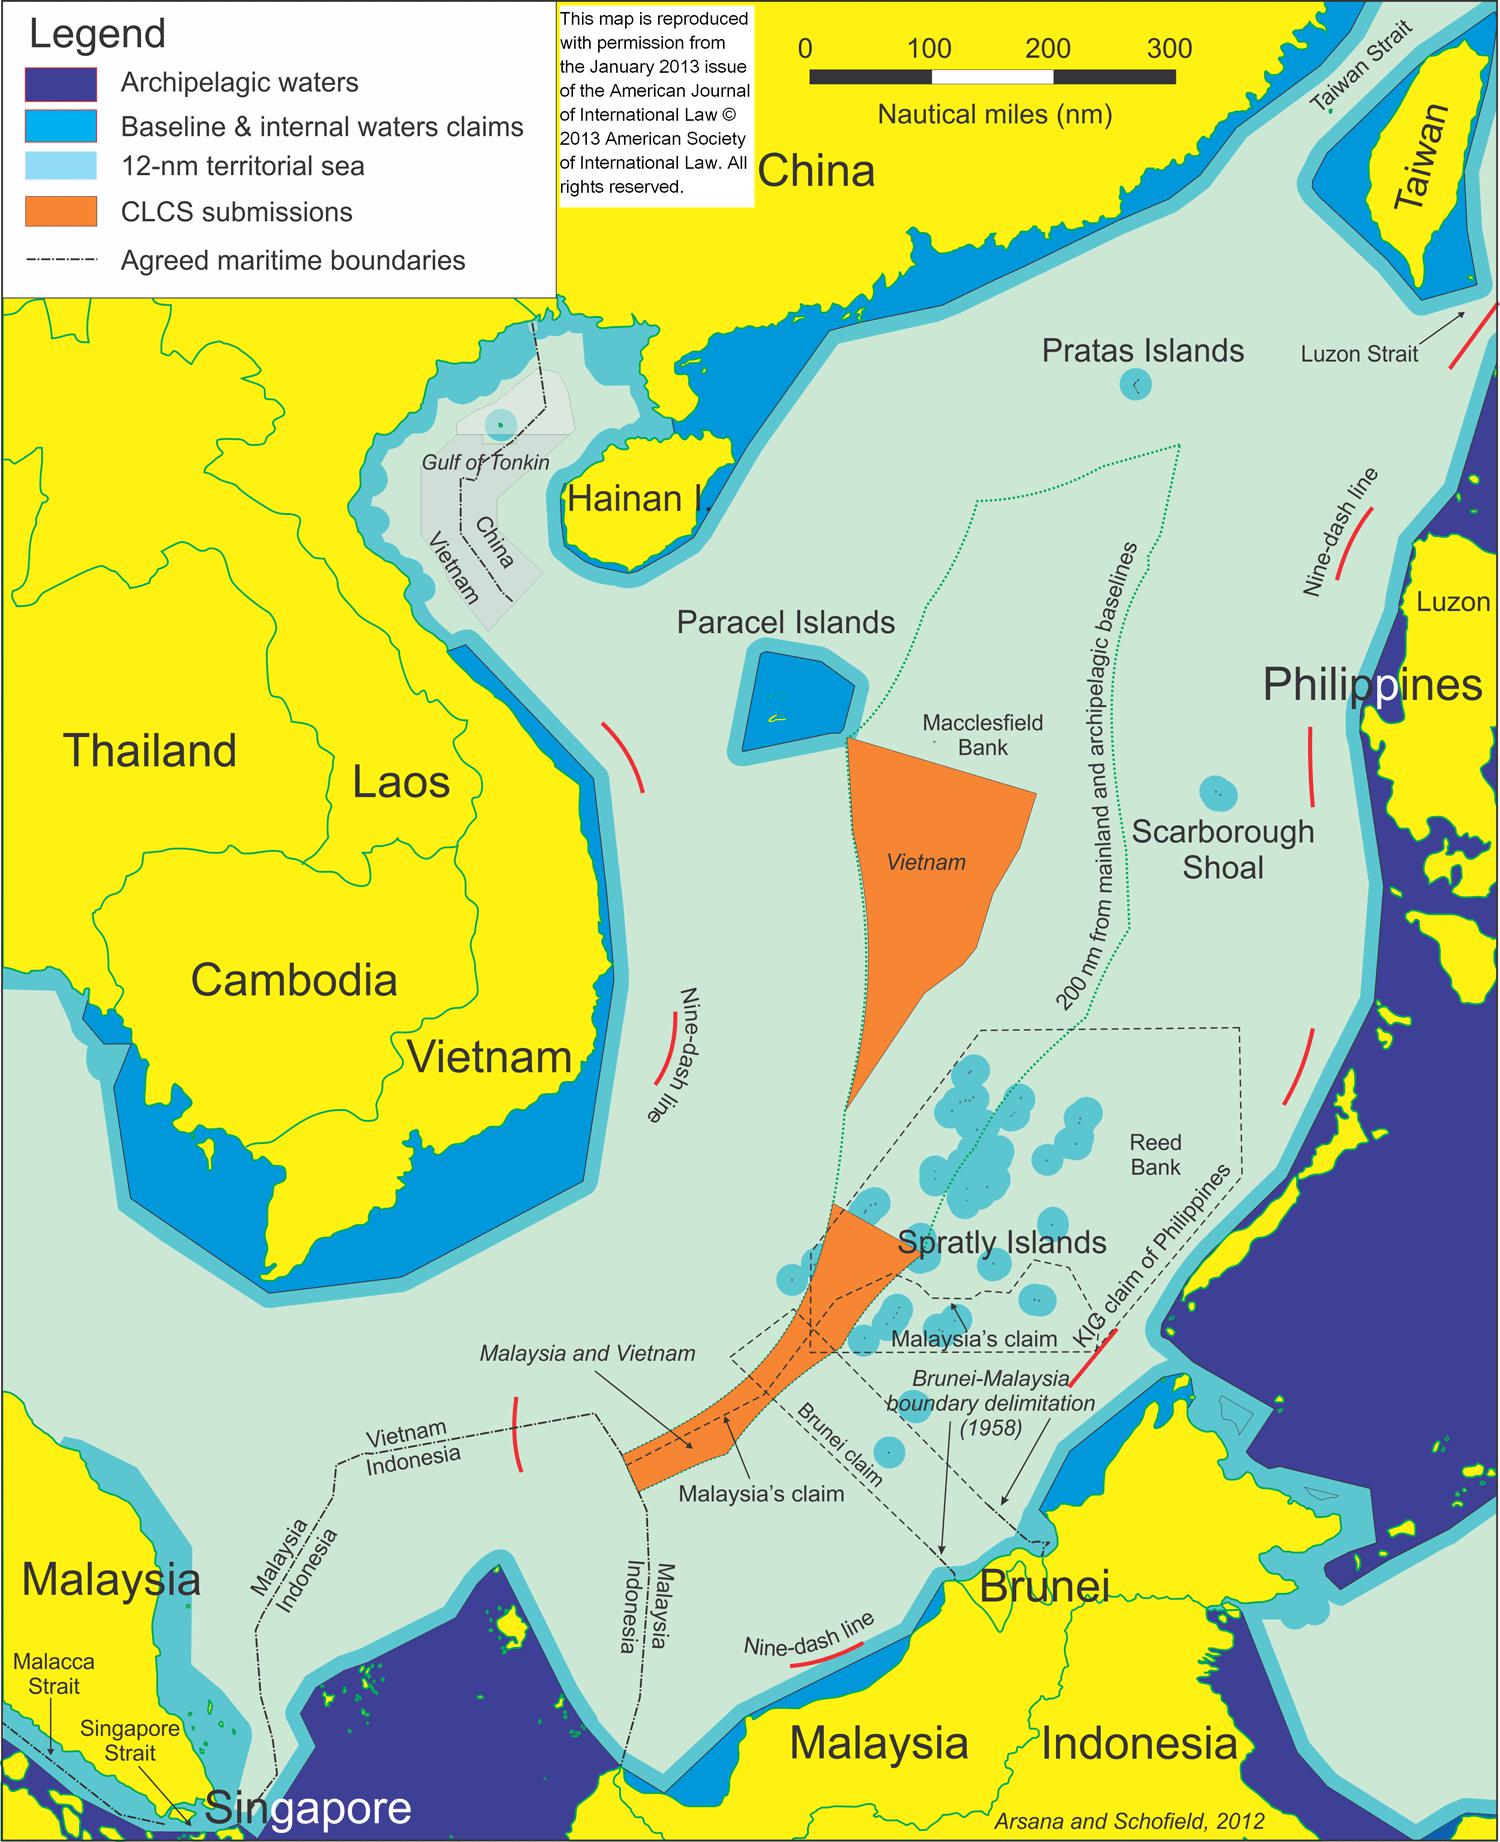 Legend
Archipelagic waters
Baseline & internal waters claims
12-nm territorial sea
CLCS submissions
Agreed maritime boundaries
This map is reproduced
with permission from
the January 2013 issue
of the American Journal
of International Law ©
2013 American Society
of International Law. All
rights reserved.
0 100 200 300
Nautical miles (nm)
China
Taiwan Strait
Taiwan
Pratas Islands
Luzon Strait
Gulf of Tonkin
Hainan I.
China
Vietnam
Nine-dash line
Luzon
Paracel Islands
200 nm from mainland and archipelagic baselines
Philippines
Macclesfield
Bank
Thailand
Laos
Scarborough
Shoal
Vietnam
Cambodia
Vietnam
Nine-dash line
Reed
Bank
Spratly Islands
KIG claim of Philippines
Malaysia's claim
Malaysia and Vietnam
Brunei-Malaysia
boundary delimitation
(1958)
Brunei claim
Vietnam
Indonesia
Malaysia's claim
Malaysia
Indonesia
Malaysia
Indonesia
Malaysia
Brunei
Nine-dash line
Malacca
Strait
Singapore
Strait
Malaysia
Indonesia
Singapore
Arsana and Schofield, 2012